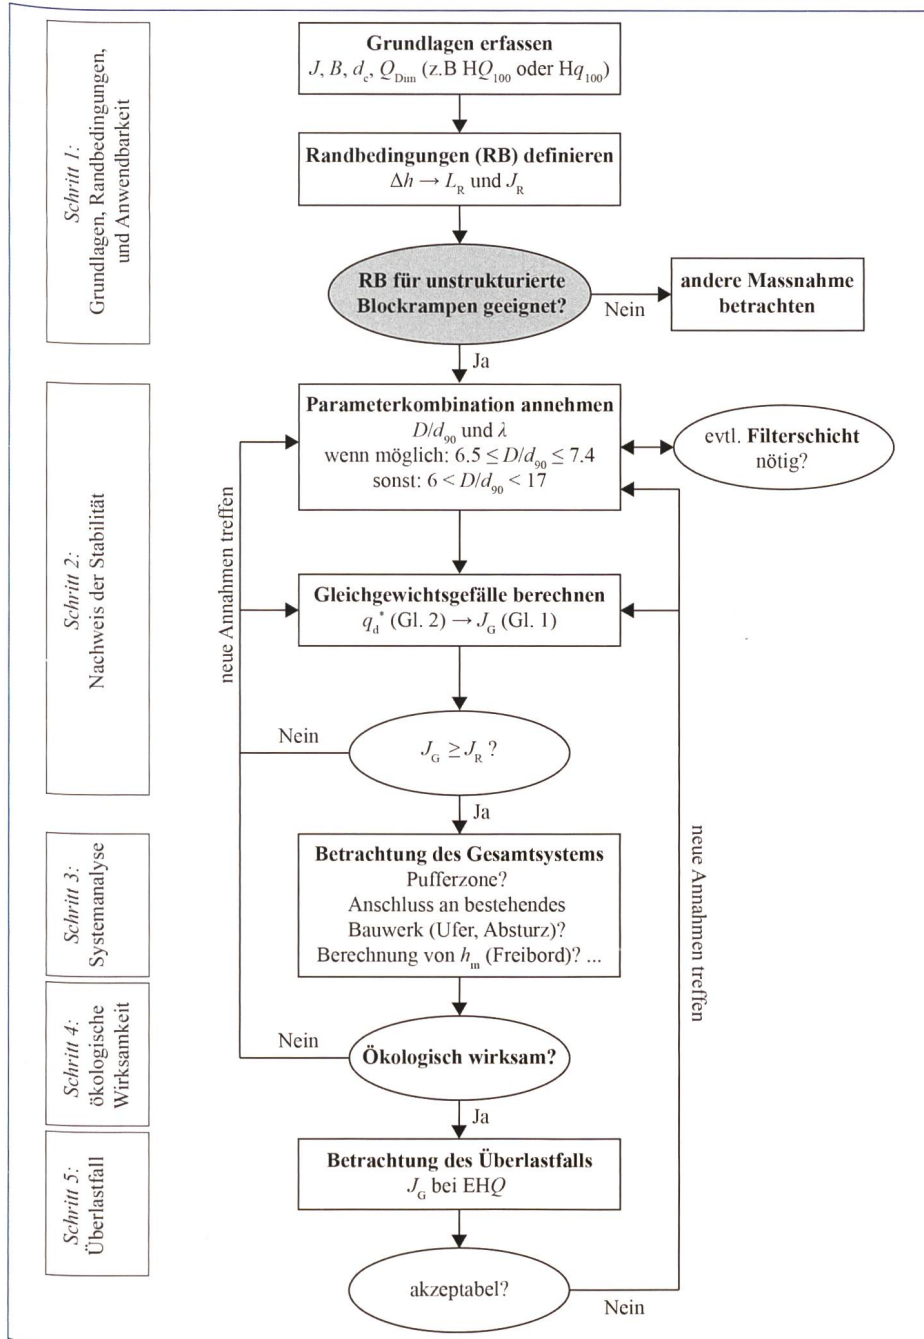 Schritt 1:
Grundlagen, Randbedingungen,
und Anwendbarkeit
Grundlagen erfassen
J, B, d_c, Q_Dim (z.B HQ_100 oder Hq_100)
Randbedingungen (RB) definieren
Δh → L_R und J_R
RB für unstrukturierte
Blockrampen geeignet?
Nein
andere Massnahme
betrachten
Ja
Schritt 2:
Nachweis der Stabilität
Parameterkombination annehmen
D/d_90 und λ
wenn möglich: 6.5 ≤ D/d_90 ≤ 7.4
sonst: 6 < D/d_90 < 17
evtl. Filterschicht
nötig?
neue Annahmen treffen
Gleichgewichtsgefälle berechnen
q_d* (Gl. 2) → J_G (Gl. 1)
Nein
J_G ≥ J_R ?
Ja
neue Annahmen treffen
Schritt 3:
Systemanalyse
Betrachtung des Gesamtsystems
Pufferzone?
Anschluss an bestehendes
Bauwerk (Ufer, Absturz)?
Berechnung von h_m (Freibord)? ...
Schritt 4:
ökologische
Wirksamkeit
Nein
Ökologisch wirksam?
Ja
Schritt 5:
Überlastfall
Betrachtung des Überlastfalls
J_G bei EHQ
akzeptabel?
Nein